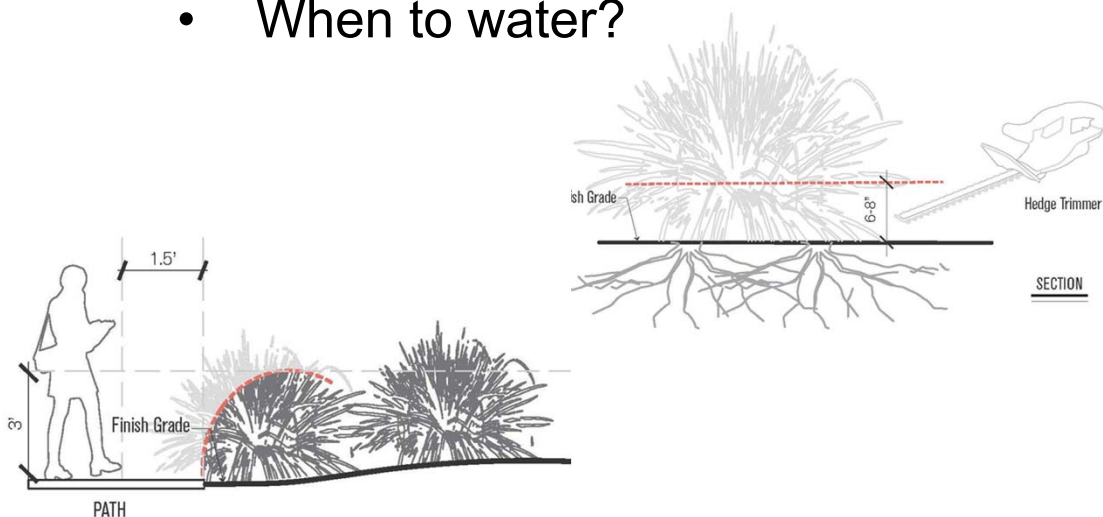 • When to water?
ish Grade
6-8"
Hedge Trimmer
SECTION
1.5'
3'
Finish Grade
PATH